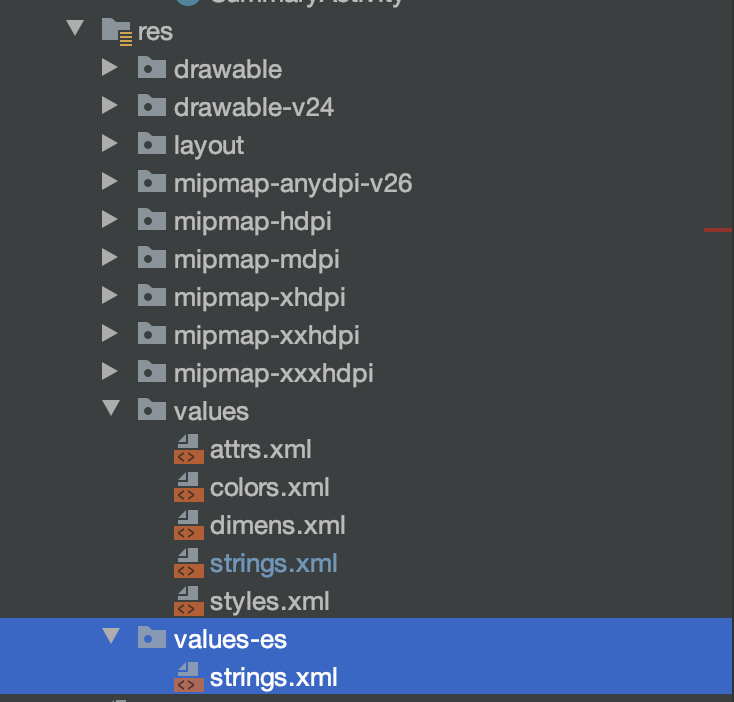 SummaryActivity
res
drawable
drawable-v24
layout
mipmap-anydpi-v26
mipmap-hdpi
mipmap-mdpi
mipmap-xhdpi
mipmap-xxhdpi
mipmap-xxxhdpi
values
attrs.xml
colors.xml
dimens.xml
strings.xml
styles.xml
values-es
strings.xml